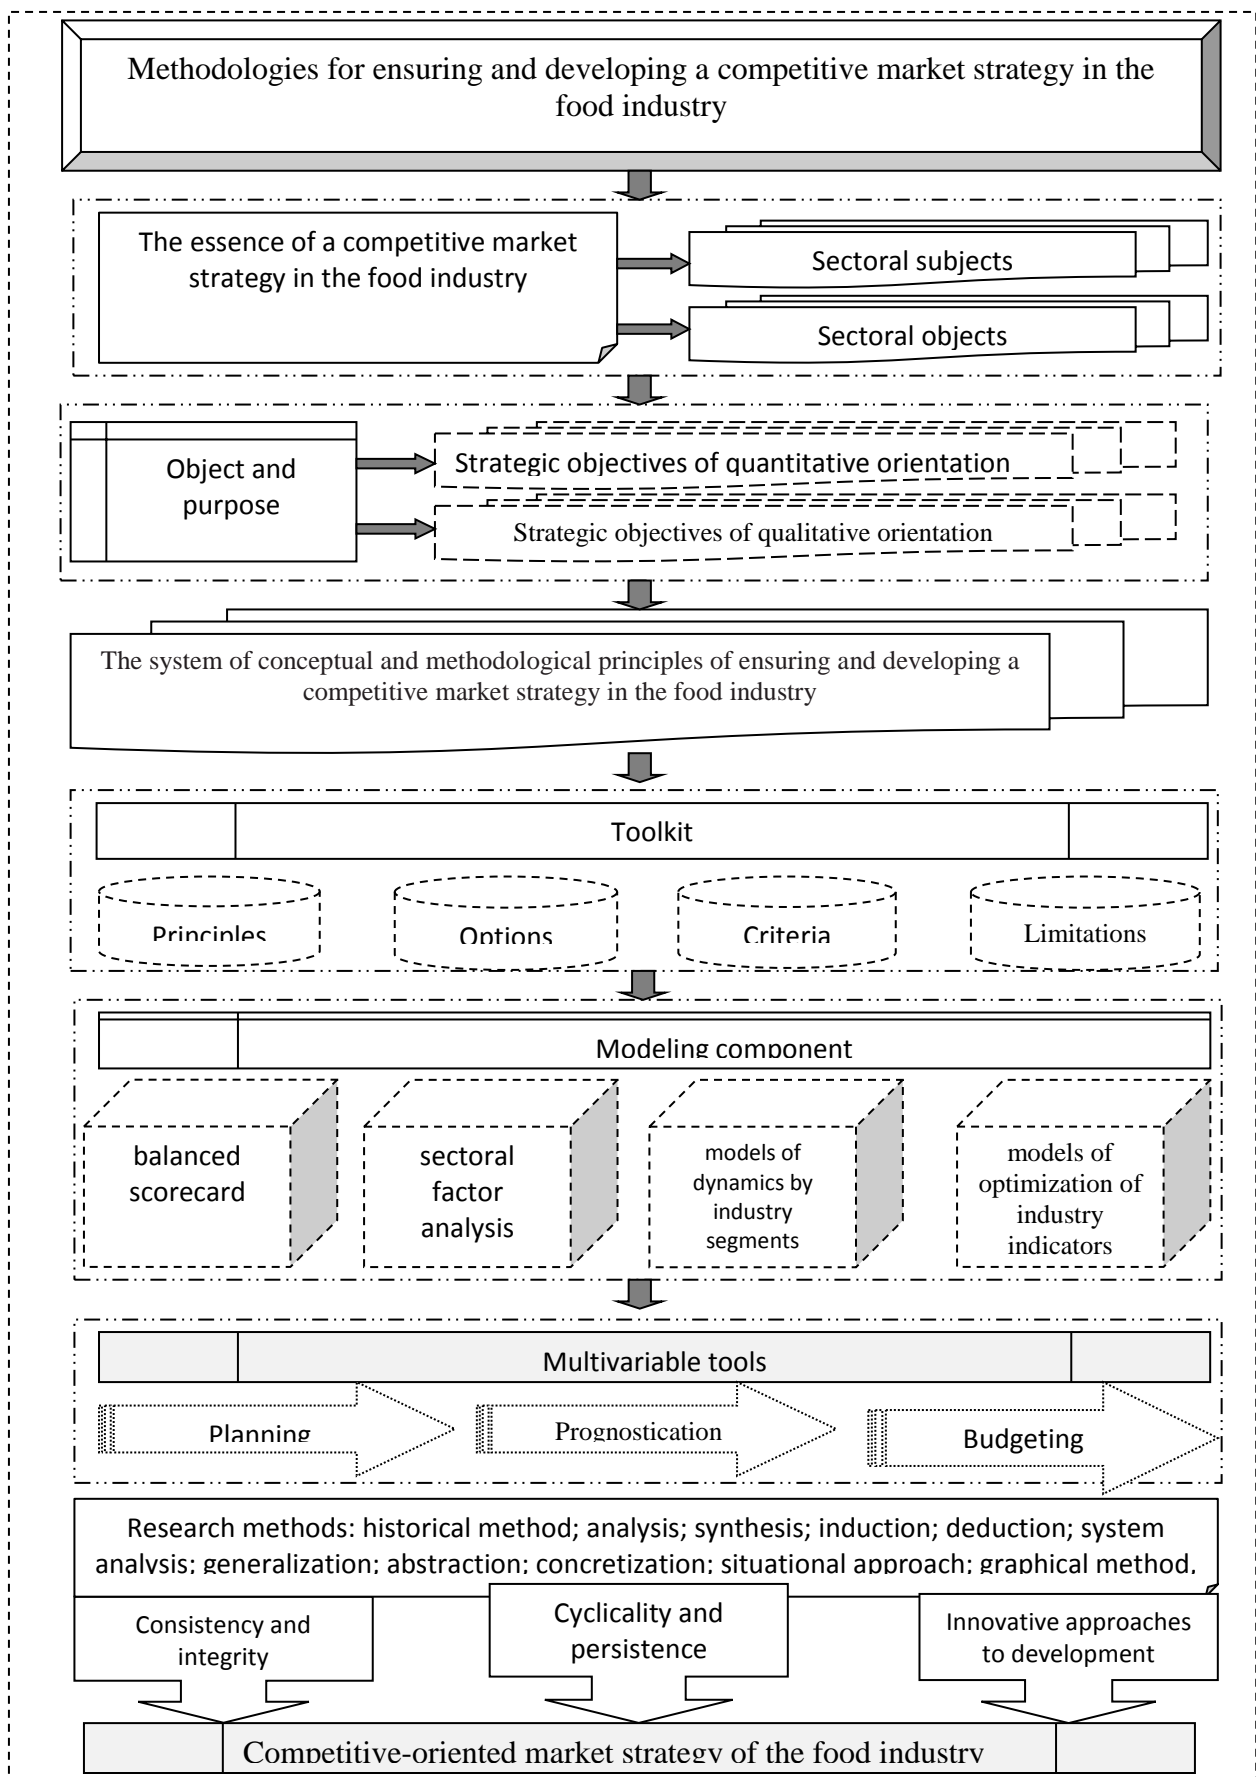 Methodologies for ensuring and developing a competitive market strategy in the
food industry
The essence of a competitive market
strategy in the food industry
Sectoral subjects
Sectoral objects
Object and
purpose
Strategic objectives of quantitative orientation
Strategic objectives of qualitative orientation
The system of conceptual and methodological principles of ensuring and developing a
competitive market strategy in the food industry
Toolkit
Principles
Options
Criteria
Limitations
Modeling component
balanced
scorecard
sectoral
factor
analysis
models of
dynamics by
industry
segments
models of
optimization of
industry
indicators
Multivariable tools
Planning
Prognostication
Budgeting
Research methods: historical method; analysis; synthesis; induction; deduction; system
analysis; generalization; abstraction; concretization; situational approach; graphical method,
Consistency and
integrity
Cyclicality and
persistence
Innovative approaches
to development
Competitive-oriented market strategy of the food industry